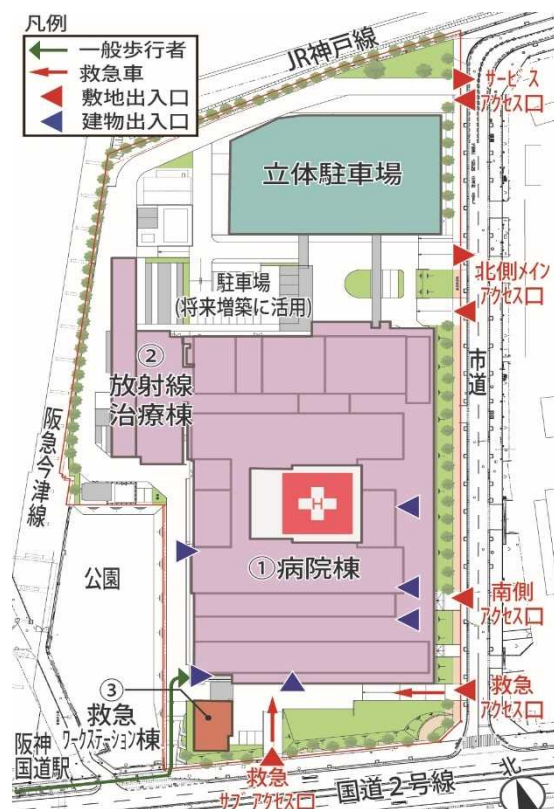 凡例
一般歩行者
救急車
敷地出入口
建物出入口
JR神戸線
サービス
アクセス口
立体駐車場
北側メイン
アクセス口
駐車場
(将来増築に活用)
市道
②
放射線
治療棟
阪急今津線
H
①病院棟
公園
南側
アクセス口
③
救急
ワークステーション棟
救急
アクセス口
阪神
国道駅
救急
サブアクセス口
国道2号線
北